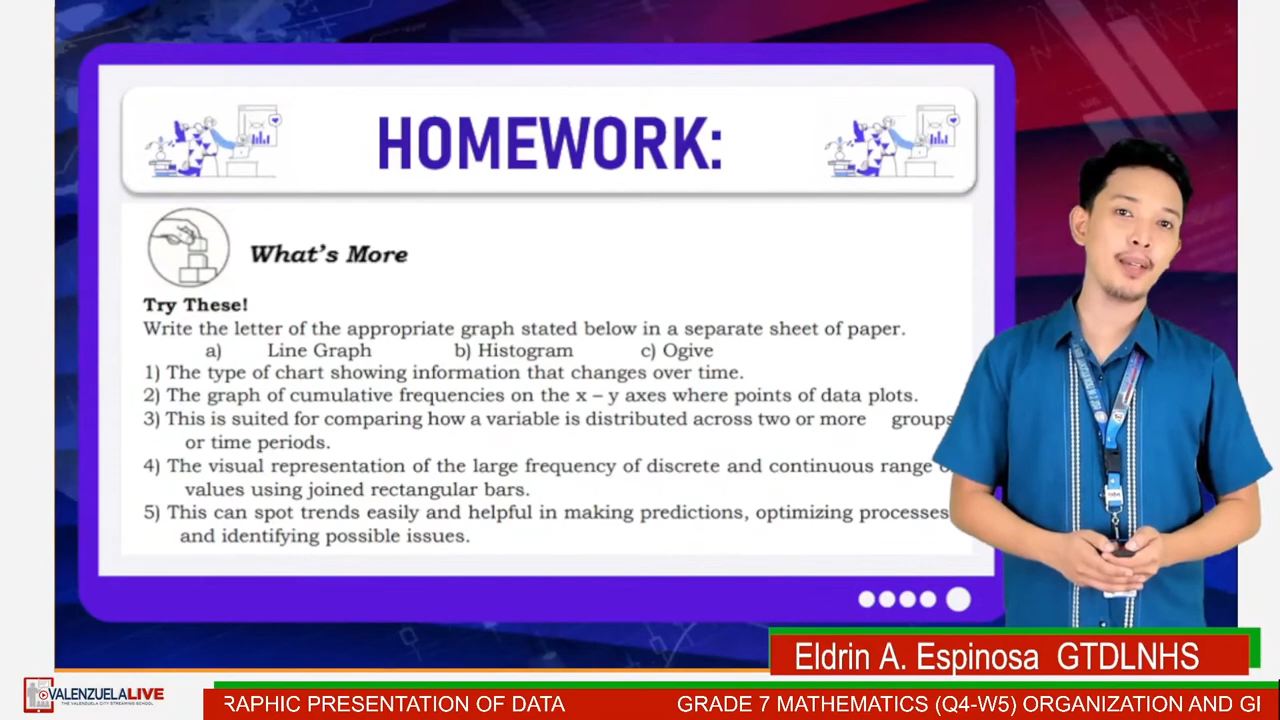 HOMEWORK:
What's More
Try These!
Write the letter of the appropriate graph stated below in a separate sheet of paper.
a) Line Graph b) Histogram c) Ogive
1) The type of chart showing information that changes over time.
2) The graph of cumulative frequencies on the x – y axes where points of data plots.
3) This is suited for comparing how a variable is distributed across two or more groups
or time periods.
4) The visual representation of the large frequency of discrete and continuous range
values using joined rectangular bars.
5) This can spot trends easily and helpful in making predictions, optimizing processes
and identifying possible issues.
Eldrin A. Espinosa GTDLNHS
VALENZUELALIVE
THE VALENZUELA CITY STREAMING SCHOOL
RAPHIC PRESENTATION OF DATA GRADE 7 MATHEMATICS (Q4-W5) ORGANIZATION AND GI